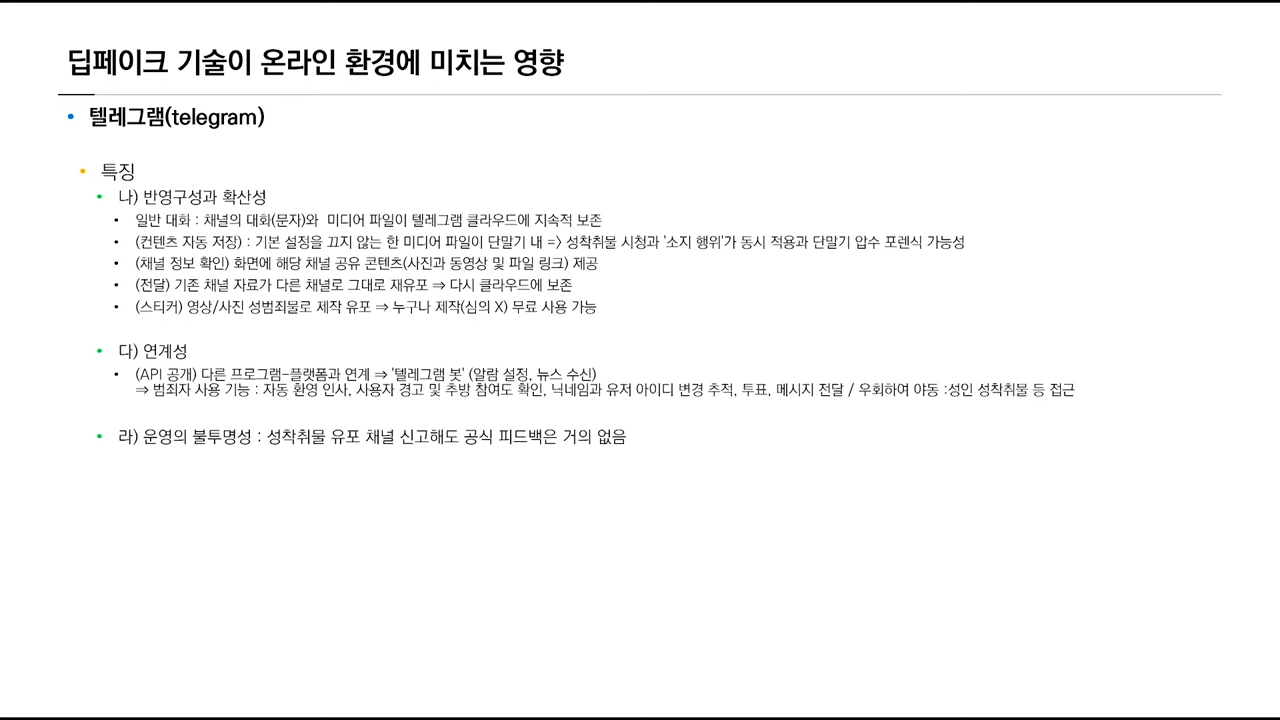 딥페이크 기술이 온라인 환경에 미치는 영향
• 텔레그램(telegram)
• 특징
• 나) 반영구성과 확산성
• 일반 대화 : 채널의 대화(문자)와 미디어 파일이 텔레그램 클라우드에 지속적 보존
• (컨텐츠 자동 저장) : 기본 설정을 끄지 않는 한 미디어 파일이 단말기 내 => 성착취물 시청과 '소지 행위'가 동시 적용과 단말기 압수 포렌식 가능성
• (채널 정보 확인) 화면에 해당 채널 공유 콘텐츠(사진과 동영상 및 파일 링크) 제공
• (전달) 기존 채널 자료가 다른 채널로 그대로 재유포 ⇒ 다시 클라우드에 보존
• (스티커) 영상/사진 성범죄물로 제작 유포 ⇒ 누구나 제작(심의 X) 무료 사용 가능
• 다) 연계성
• (API 공개) 다른 프로그램-플랫폼과 연계 ⇒ '텔레그램 봇' (알람 설정, 뉴스 수신)
⇒ 범죄자 사용 기능 : 자동 환영 인사, 사용자 경고 및 추방 참여도 확인, 닉네임과 유저 아이디 변경 추적, 투표, 메시지 전달 / 우회하여 야동 :성인 성착취물 등 접근
• 라) 운영의 불투명성 : 성착취물 유포 채널 신고해도 공식 피드백은 거의 없음